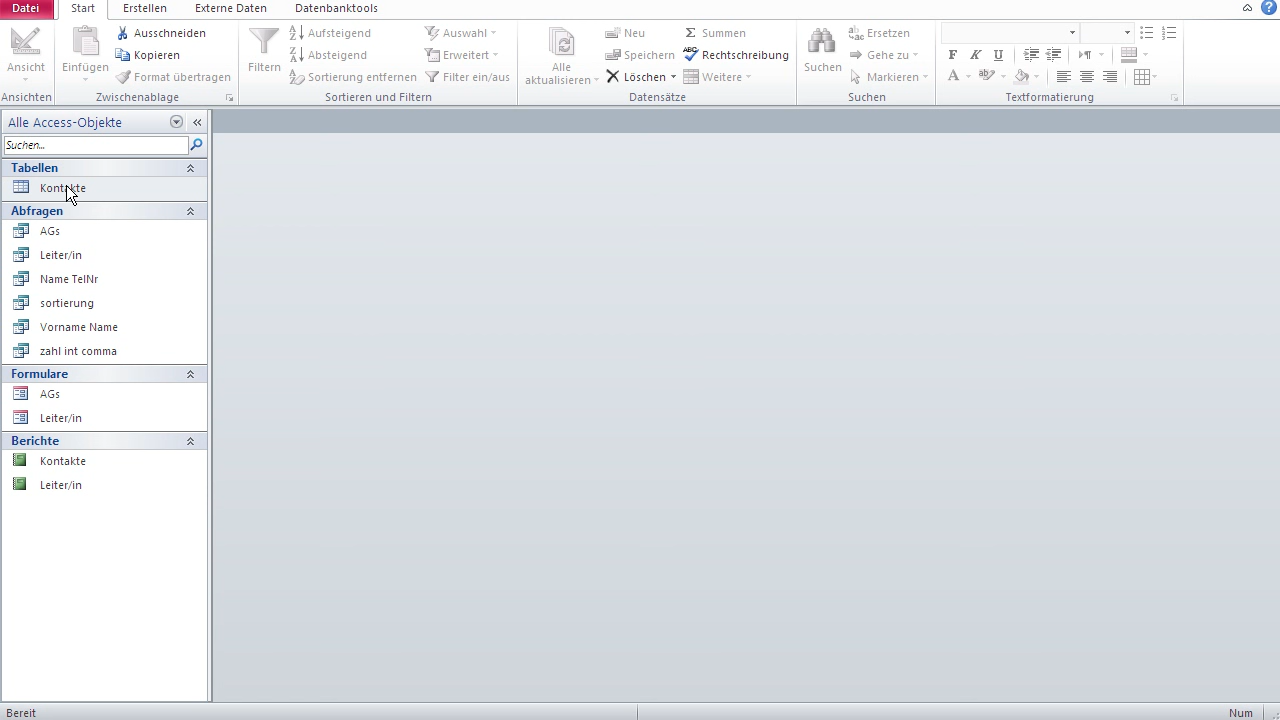 Datei Start Erstellen Externe Daten Datenbanktools
Ansicht
Ansichten
Einfügen
Ausschneiden
Kopieren
Format übertragen
Zwischenablage
Filtern
Aufsteigend
Absteigend
Sortierung entfernen
Auswahl
Erweitert
Filter ein/aus
Sortieren und Filtern
Alle
aktualisieren
Neu
Speichern
Löschen
Summen
Rechtschreibung
Weitere
Datensätze
Suchen
Ersetzen
Gehe zu
Markieren
Suchen
F K U
A
Textformatierung
Alle Access-Objekte
Suchen...
Tabellen
Kontakte
Abfragen
AGs
Leiter/in
Name TelNr
sortierung
Vorname Name
zahl int comma
Formulare
AGs
Leiter/in
Berichte
Kontakte
Leiter/in
Bereit Num